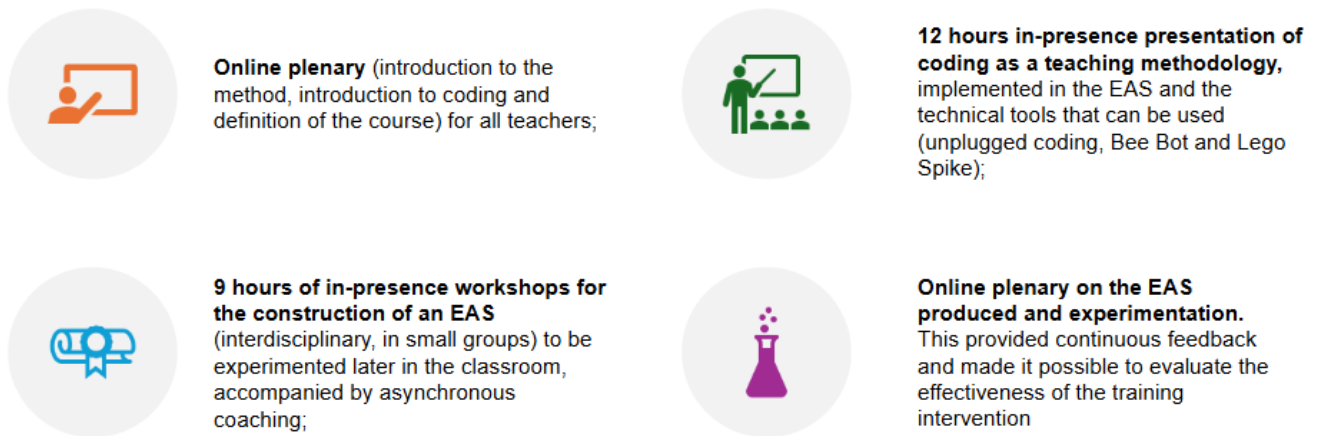 Online plenary (introduction to the
method, introduction to coding and
definition of the course) for all teachers;
12 hours in-presence presentation of
coding as a teaching methodology,
implemented in the EAS and the
technical tools that can be used
(unplugged coding, Bee Bot and Lego
Spike);
9 hours of in-presence workshops for
the construction of an EAS
(interdisciplinary, in small groups) to be
experimented later in the classroom,
accompanied by asynchronous
coaching;
Online plenary on the EAS
produced and experimentation.
This provided continuous feedback
and made it possible to evaluate the
effectiveness of the training
intervention